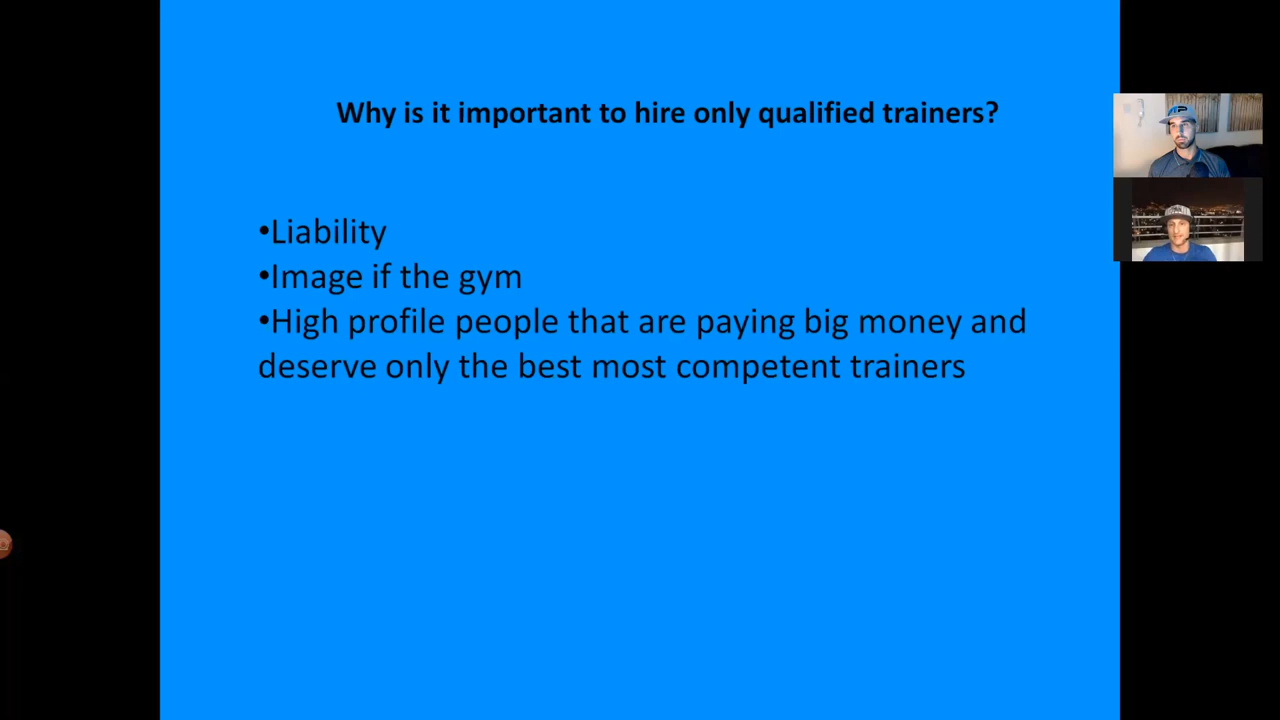 Why is it important to hire only qualified trainers?
•Liability
•Image if the gym
•High profile people that are paying big money and
deserve only the best most competent trainers